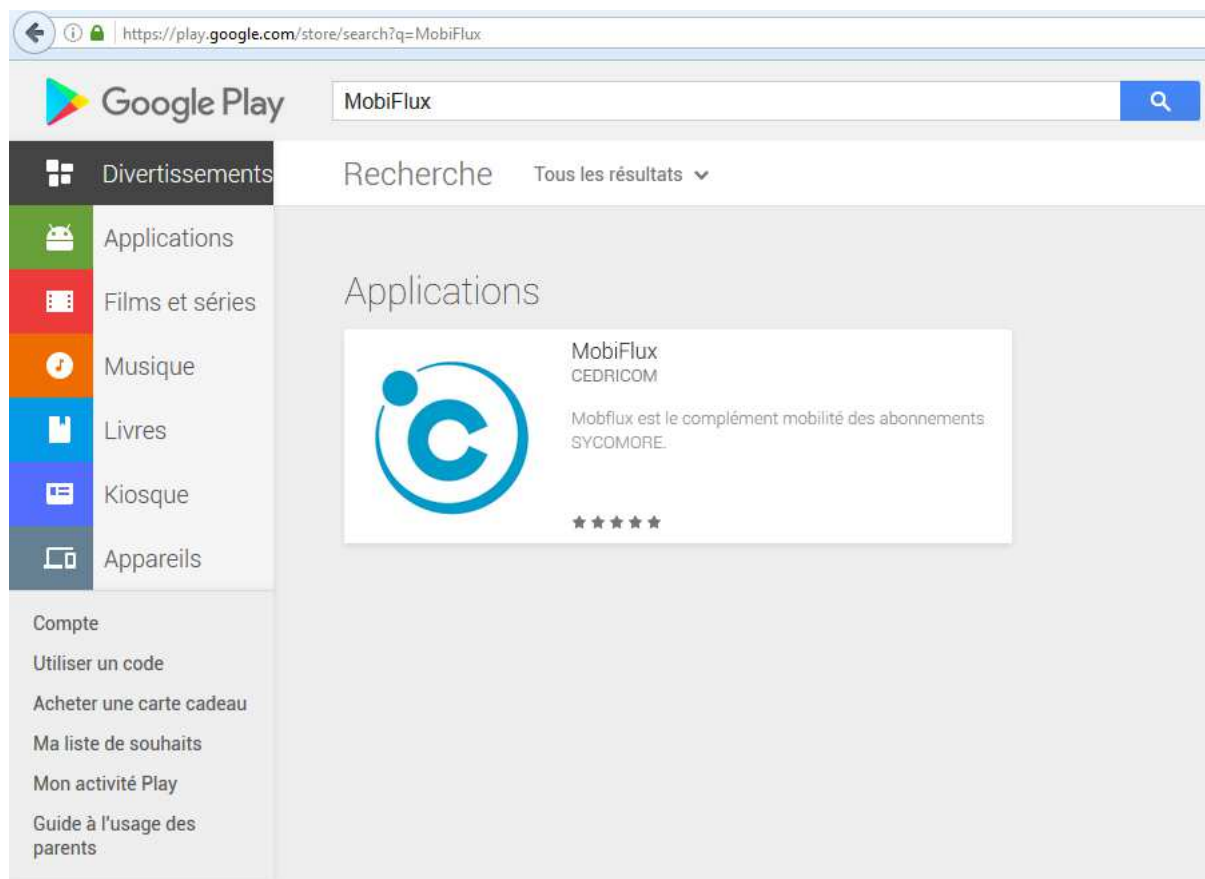 https://play.google.com/store/search?q=MobiFlux
Google Play
MobiFlux
Divertissements
Recherche
Tous les résultats
Applications
Films et séries
Musique
Livres
Kiosque
Appareils
Compte
Utiliser un code
Acheter une carte cadeau
Ma liste de souhaits
Mon activité Play
Guide à l'usage des
parents
Applications
MobiFlux
CEDRICOM
Mobflux est le complément mobilité des abonnements
SYCOMORE.